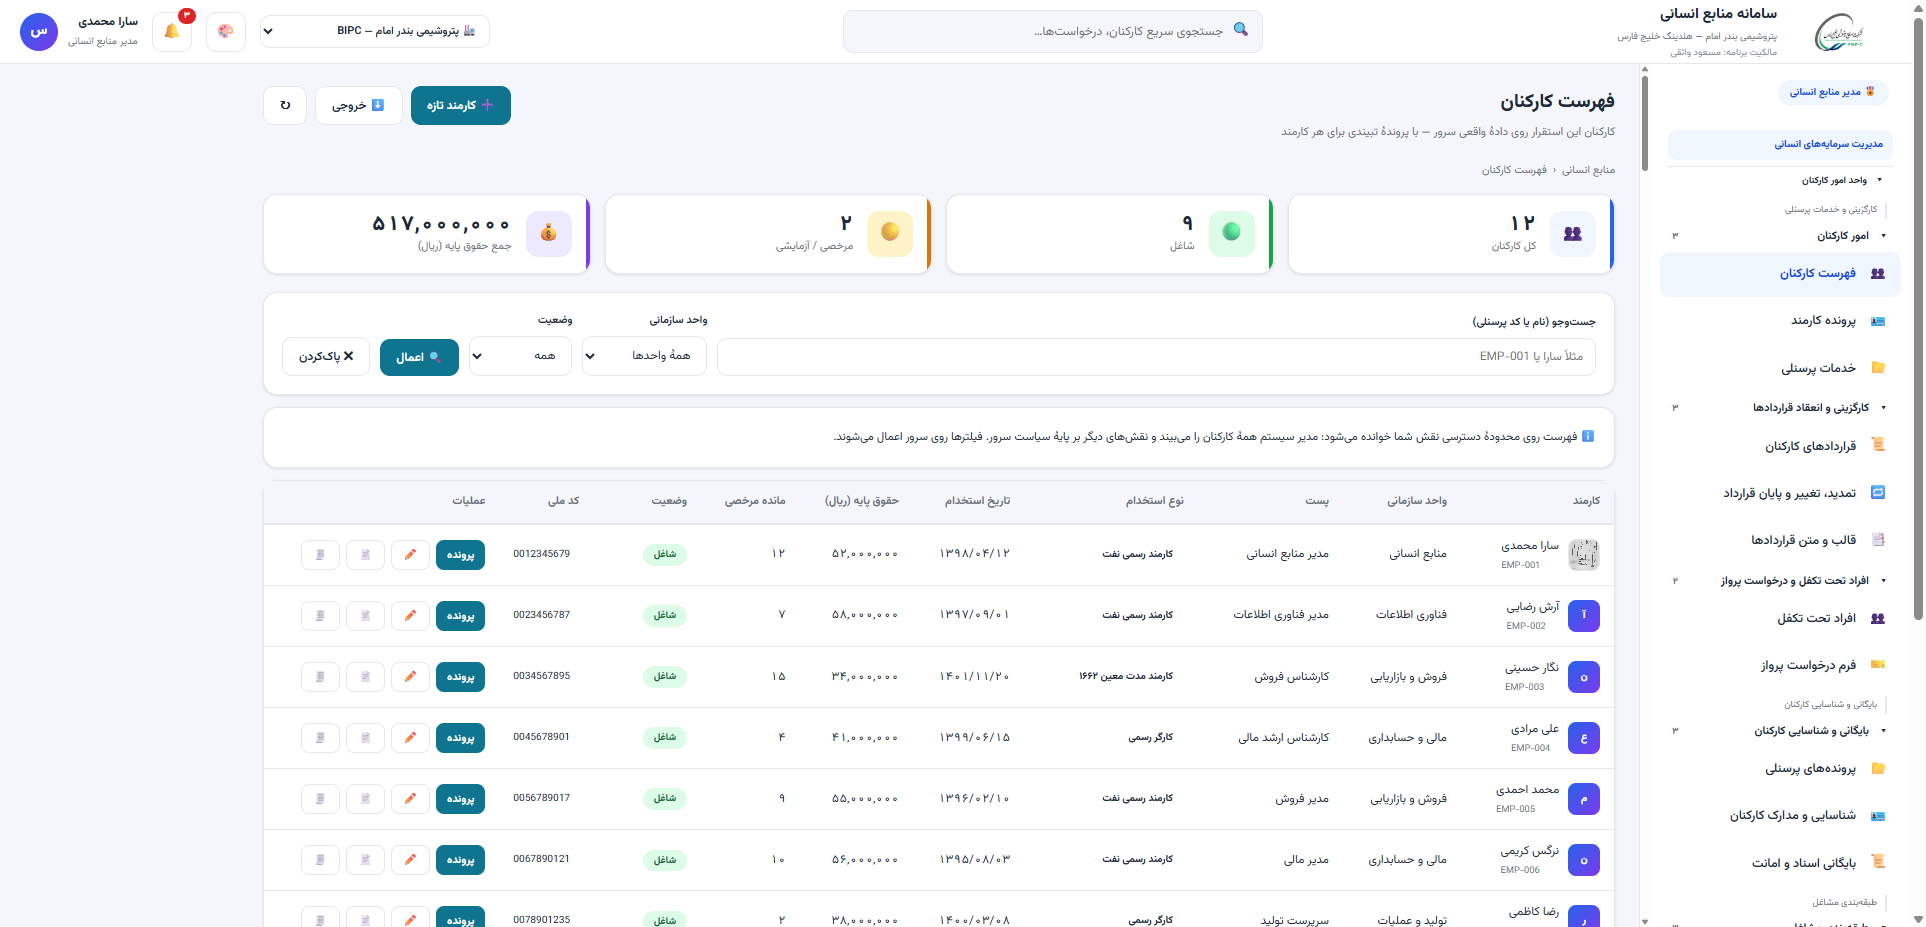 سامانه منابع انسانی
پتروشیمی بندر امام – هلدینگ خلیج فارس
مالکیت برنامه: مسعود واثقی
جستجوی سریع کارکنان، درخواست‌ها...
پتروشیمی بندر امام – BIPC
۳
سارا محمدی
مدیر منابع انسانی
س
مدیر منابع انسانی
مدیریت سرمایه‌های انسانی
واحد امور کارکنان
کارگزینی و خدمات پرسنلی
امور کارکنان ۳
فهرست کارکنان
پرونده کارمند
خدمات پرسنلی
کارگزینی و انعقاد قراردادها ۳
قراردادهای کارکنان
تمدید، تغییر و پایان قرارداد
قالب و متن قراردادها
افراد تحت تکفل و درخواست پرواز ۲
افراد تحت تکفل
فرم درخواست پرواز
بایگانی و شناسایی کارکنان
بایگانی و شناسایی کارکنان ۳
پرونده‌های پرسنلی
شناسایی و مدارک کارکنان
بایگانی اسناد و امانت
طبقه‌بندی مشاغل
فهرست کارکنان
کارکنان این استقرار روی دادهٔ واقعی سرور – با پروندهٔ تبیندی برای هر کارمند
کارمند تازه
خروجی
منابع انسانی › فهرست کارکنان
۱۲
کل کارکنان
۹
شاغل
۲
مرخصی / آزمایشی
۵۱۷,۰۰۰,۰۰۰
جمع حقوق پایه (ریال)
جست‌وجو (نام یا کد پرسنلی)
واحد سازمانی
وضعیت
مثلاً سارا یا EMP-001
همهٔ واحدها
همه
اعمال
پاک‌کردن
فهرست روی محدودهٔ دسترسی نقش شما خوانده می‌شود: مدیر سیستم همهٔ کارکنان را می‌بیند و نقش‌های دیگر بر پایهٔ سیاست سرور. فیلترها روی سرور اعمال می‌شوند.
کارمند واحد سازمانی پست نوع استخدام تاریخ استخدام حقوق پایه (ریال) مانده مرخصی وضعیت کد ملی عملیات
سارا محمدی EMP-001 منابع انسانی مدیر منابع انسانی کارمند رسمی نفت ۱۳۹۸/۰۴/۱۲ ۵۲,۰۰۰,۰۰۰ ۱۲ شاغل 0012345679 پرونده
آ آرش رضایی EMP-002 فناوری اطلاعات مدیر فناوری اطلاعات کارمند رسمی نفت ۱۳۹۷/۰۹/۰۱ ۵۸,۰۰۰,۰۰۰ ۷ شاغل 0023456787 پرونده
ن نگار حسینی EMP-003 فروش و بازاریابی کارشناس فروش کارمند مدت معین ۱۶۶۲ ۱۴۰۱/۱۱/۲۰ ۳۴,۰۰۰,۰۰۰ ۱۵ شاغل 0034567895 پرونده
ع علی مرادی EMP-004 مالی و حسابداری کارشناس ارشد مالی کارگر رسمی ۱۳۹۹/۰۶/۱۵ ۴۱,۰۰۰,۰۰۰ ۴ شاغل 0045678901 پرونده
م محمد احمدی EMP-005 فروش و بازاریابی مدیر فروش کارمند رسمی نفت ۱۳۹۶/۰۲/۱۰ ۵۵,۰۰۰,۰۰۰ ۹ شاغل 0056789017 پرونده
ن نرگس کریمی EMP-006 مالی و حسابداری مدیر مالی کارمند رسمی نفت ۱۳۹۵/۰۸/۰۳ ۵۶,۰۰۰,۰۰۰ ۱۰ شاغل 0067890121 پرونده
ر رضا کاظمی تولید و عملیات سرپرست تولید کارگر رسمی ۱۴۰۰/۰۳/۰۸ ۳۸,۰۰۰,۰۰۰ ۲ شاغل 0078901235 پرونده